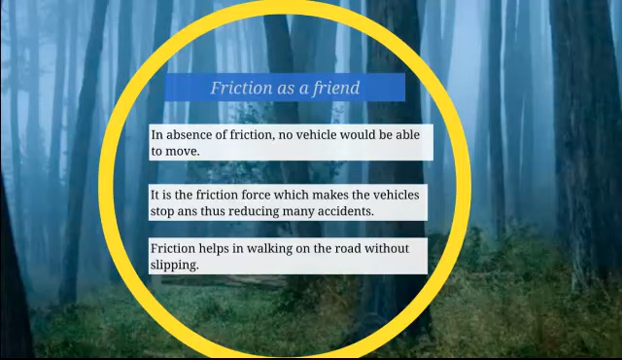 Friction as a friend
In absence of friction, no vehicle would be able
to move.
It is the friction force which makes the vehicles
stop ans thus reducing many accidents.
Friction helps in walking on the road without
slipping.